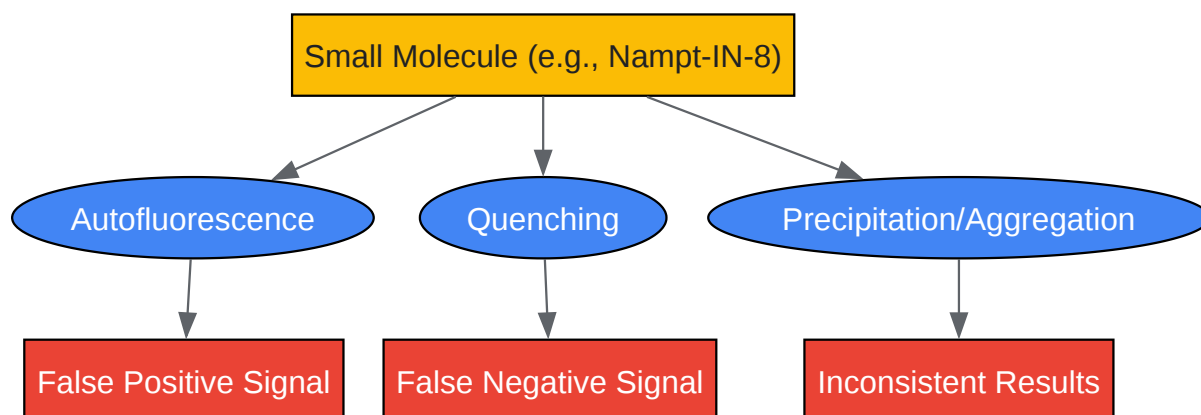 Small Molecule (e.g., Nampt-IN-8)
Autofluorescence
Quenching
Precipitation/Aggregation
False Positive Signal
False Negative Signal
Inconsistent Results